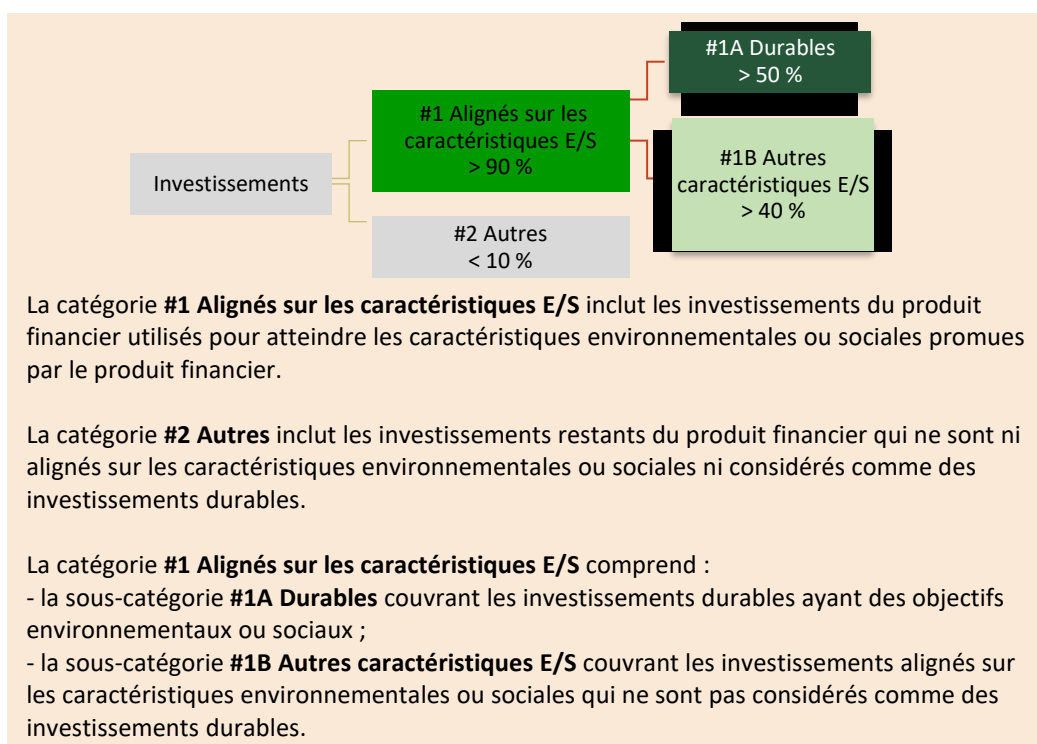 #1A Durables
> 50 %
#1 Alignés sur les
caractéristiques E/S
> 90 %
#1B Autres
caractéristiques E/S
> 40 %
Investissements
#2 Autres
< 10 %
La catégorie #1 Alignés sur les caractéristiques E/S inclut les investissements du produit
financier utilisés pour atteindre les caractéristiques environnementales ou sociales promues
par le produit financier.
La catégorie #2 Autres inclut les investissements restants du produit financier qui ne sont ni
alignés sur les caractéristiques environnementales ou sociales ni considérés comme des
investissements durables.
La catégorie #1 Alignés sur les caractéristiques E/S comprend :
- la sous-catégorie #1A Durables couvrant les investissements durables ayant des objectifs
environnementaux ou sociaux ;
- la sous-catégorie #1B Autres caractéristiques E/S couvrant les investissements alignés sur
les caractéristiques environnementales ou sociales qui ne sont pas considérés comme des
investissements durables.